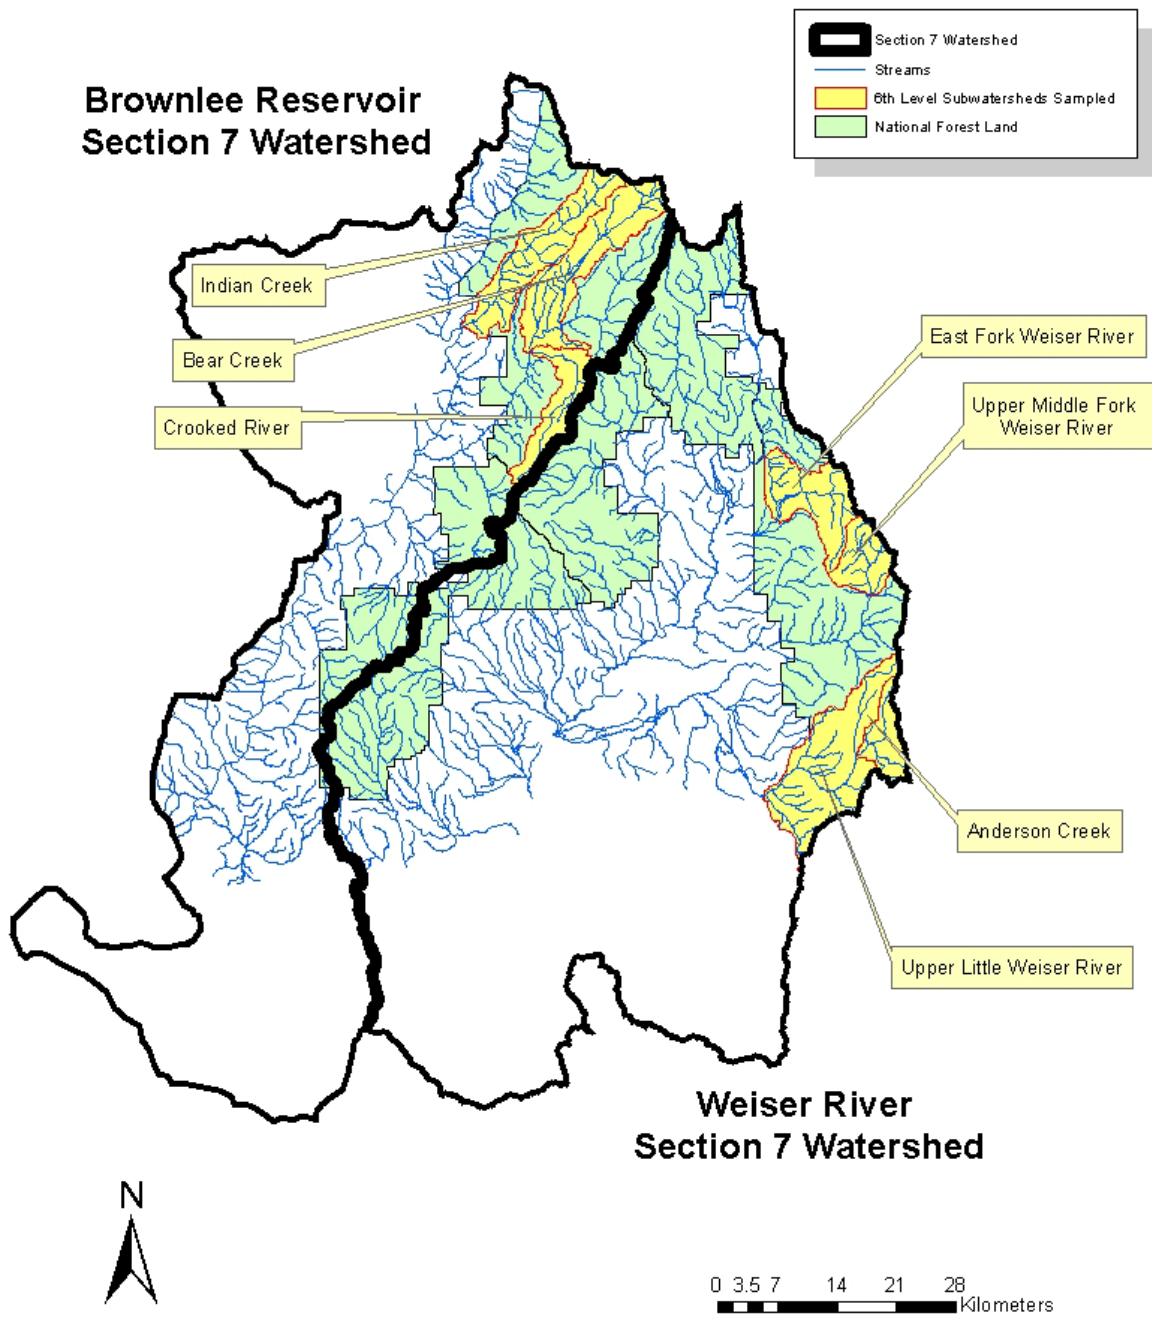 Section 7 Watershed
Streams
6th Level Subwatersheds Sampled
National Forest Land
Brownlee Reservoir
Section 7 Watershed
Indian Creek
Bear Creek
Crooked River
East Fork Weiser River
Upper Middle Fork
Weiser River
Anderson Creek
Upper Little Weiser River
Weiser River
Section 7 Watershed
N
0 3.5 7 14 21 28
Kilometers